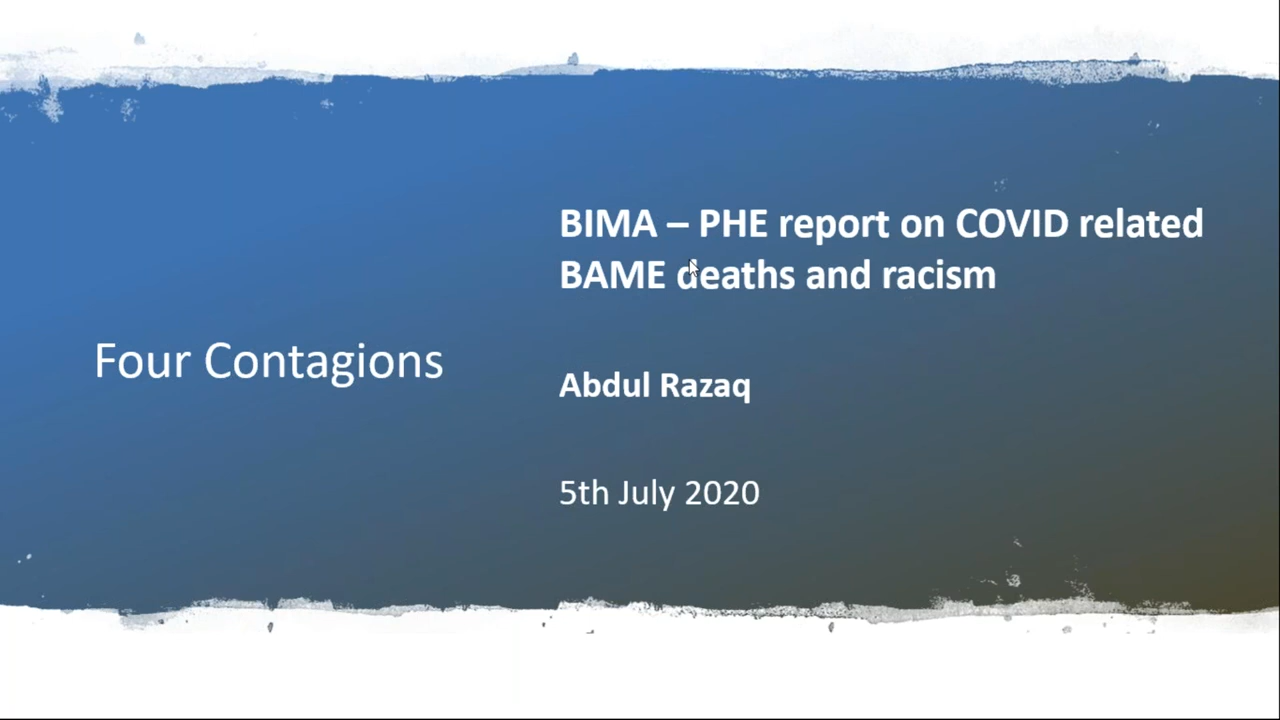 Four Contagions
BIMA – PHE report on COVID related
BAME deaths and racism
Abdul Razaq
5th July 2020